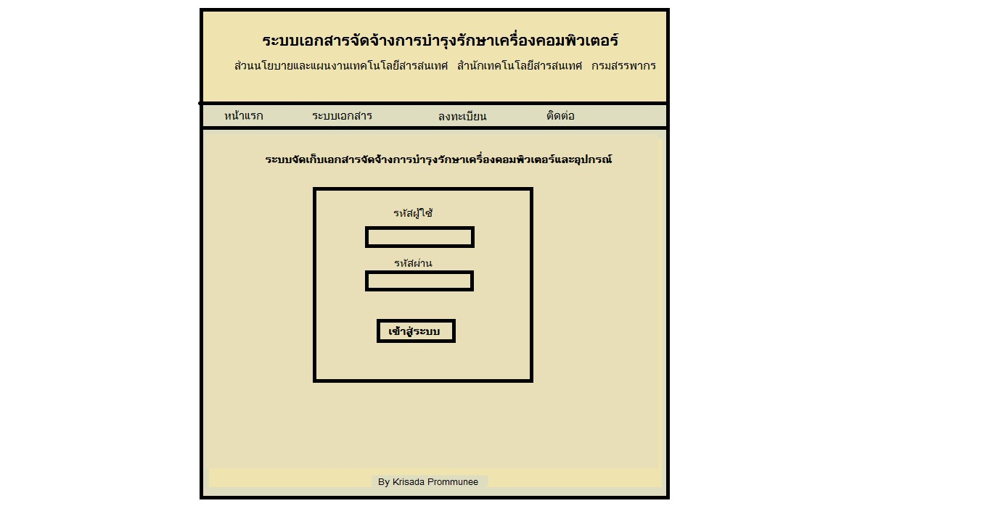 ระบบเอกสารจัดจ้างการบำรุงรักษาเครื่องคอมพิวเตอร์
ส่วนนโยบายและแผนงานเทคโนโลยีสารสนเทศ สำนักเทคโนโลยีสารสนเทศ กรมสรรพากร
หน้าแรก ระบบเอกสาร ลงทะเบียน ติดต่อ
ระบบจัดเก็บเอกสารจัดจ้างการบำรุงรักษาเครื่องคอมพิวเตอร์และอุปกรณ์
รหัสผู้ใช้
รหัสผ่าน
เข้าสู่ระบบ
By Krisada Prommunee